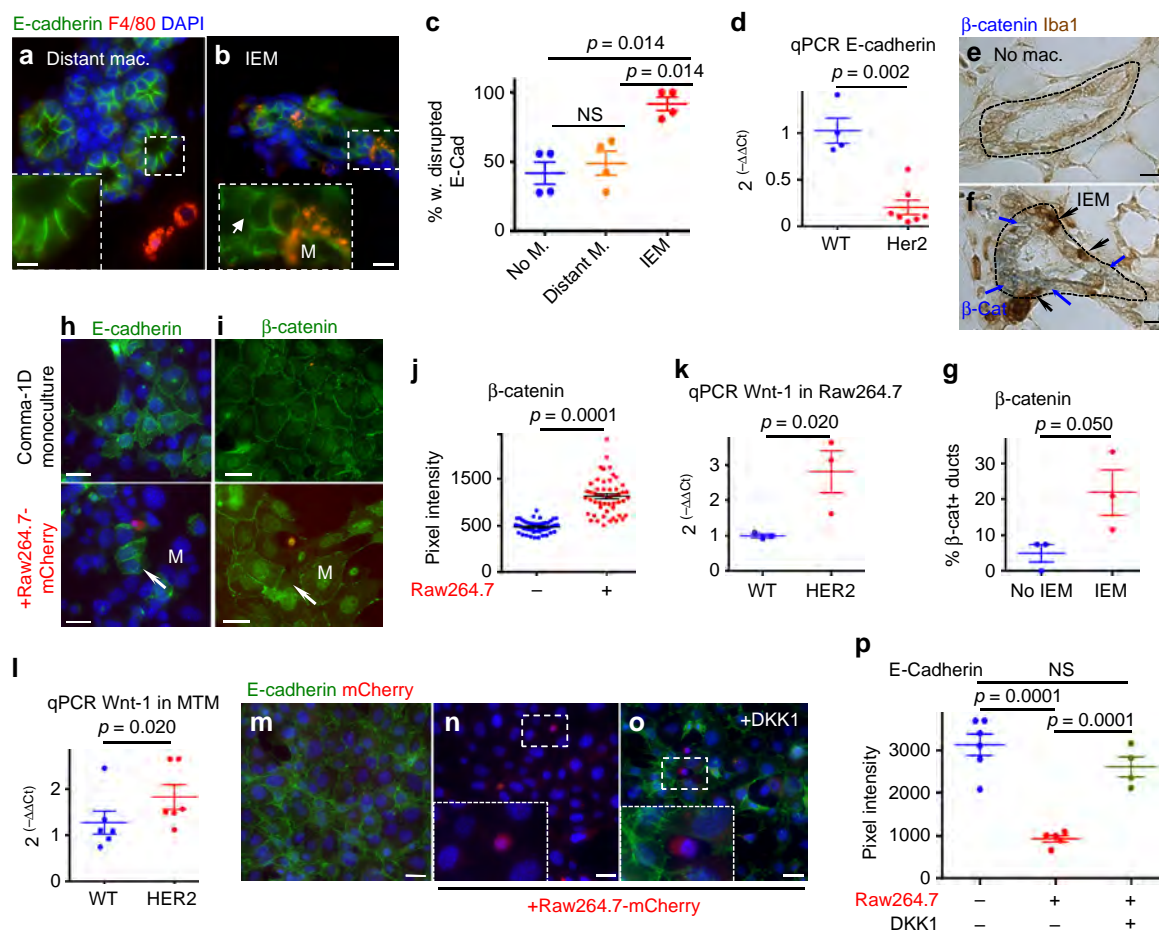 E-cadherin F4/80 DAPI
a Distant mac.
b IEM
M
c
p = 0.014
p = 0.014
NS
% w. disrupted
E-Cad
100
50
0
No M.
Distant M.
IEM
d
qPCR E-cadherin
p = 0.002
2 (−ΔΔCt)
1
0.5
0
WT
Her2
β-catenin Iba1
e No mac.
f
IEM
β-Cat
h E-cadherin
i β-catenin
Comma-1D
monoculture
+Raw264.7-
mCherry
M
M
j
β-catenin
p = 0.0001
Pixel intensity
1500
500
0
Raw264.7
– +
k
qPCR Wnt-1 in Raw264.7
p = 0.020
2 (−ΔΔCt)
3
2
1
0
WT
HER2
g
β-catenin
p = 0.050
% β-cat+ ducts
30
20
10
0
No IEM
IEM
l
qPCR Wnt-1 in MTM
p = 0.020
2 (−ΔΔCt)
2
1
0
WT
HER2
E-cadherin mCherry
m
n
o +DKK1
+Raw264.7-mCherry
p
E-Cadherin
NS
p = 0.0001
p = 0.0001
Pixel intensity
3000
2000
1000
0
Raw264.7 – + +
DKK1 – – +